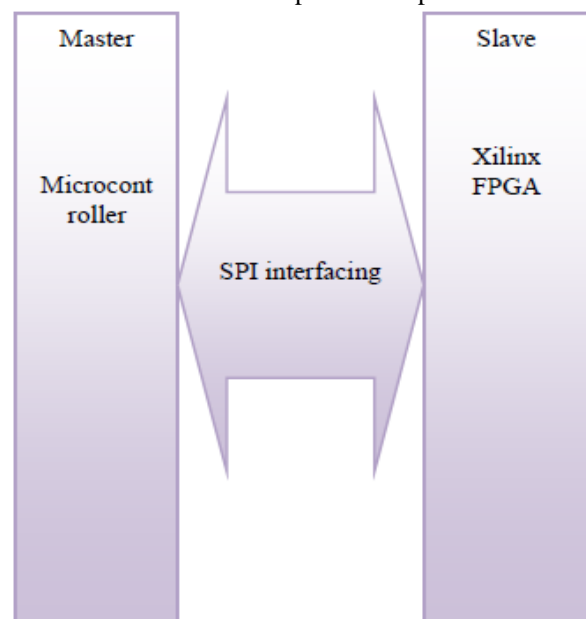 Master
Slave
Microcont
roller
Xilinx
FPGA
SPI interfacing